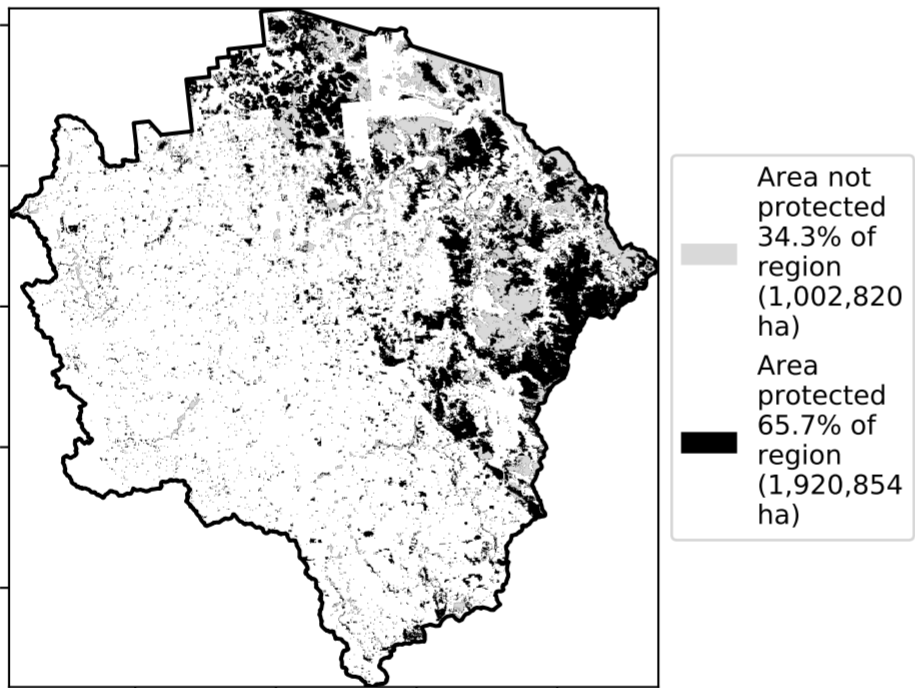 Area not
protected
34.3% of
region
(1,002,820
ha)
Area
protected
65.7% of
region
(1,920,854
ha)